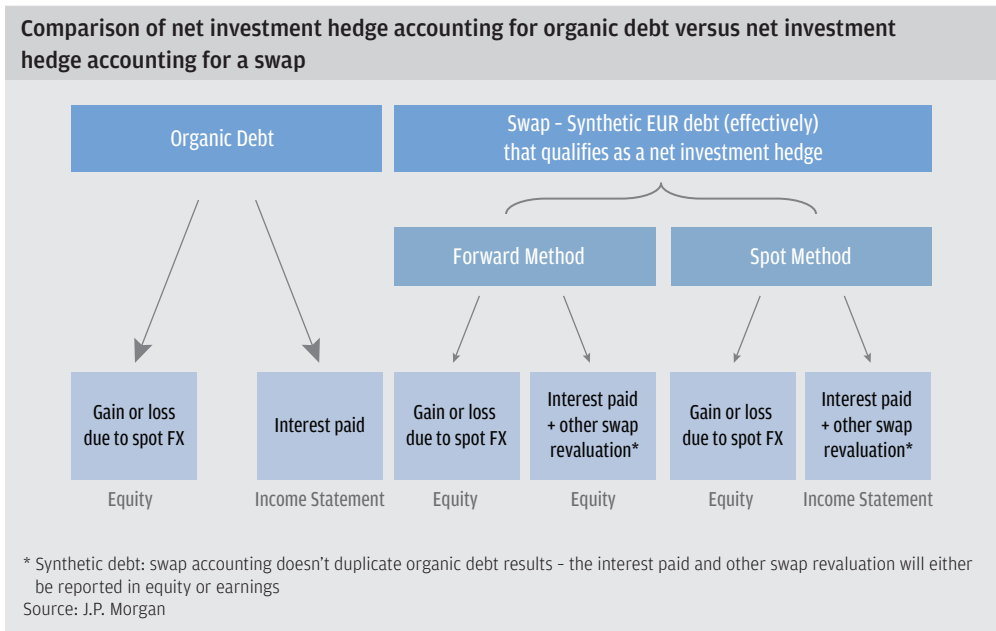 Comparison of net investment hedge accounting for organic debt versus net investment
hedge accounting for a swap
Organic Debt
Swap – Synthetic EUR debt (effectively)
that qualifies as a net investment hedge
Forward Method
Spot Method
Gain or loss
due to spot FX
Interest paid
Gain or loss
due to spot FX
Interest paid
+ other swap
revaluation*
Gain or loss
due to spot FX
Interest paid
+ other swap
revaluation*
Equity
Income Statement
Equity
Equity
Equity
Income Statement
* Synthetic debt: swap accounting doesn't duplicate organic debt results – the interest paid and other swap revaluation will either
be reported in equity or earnings
Source: J.P. Morgan